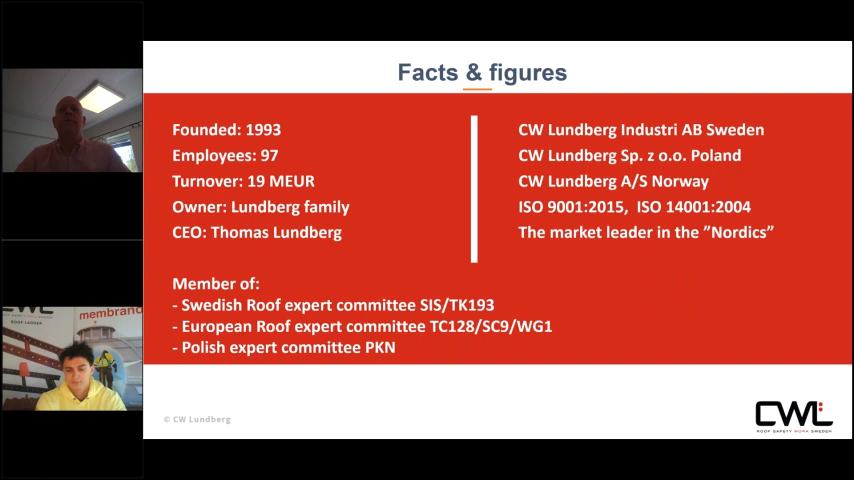 Facts & figures
Founded: 1993
Employees: 97
Turnover: 19 MEUR
Owner: Lundberg family
CEO: Thomas Lundberg
CW Lundberg Industri AB Sweden
CW Lundberg Sp. z o.o. Poland
CW Lundberg A/S Norway
ISO 9001:2015, ISO 14001:2004
The market leader in the ”Nordics”
Member of:
- Swedish Roof expert committee SIS/TK193
- European Roof expert committee TC128/SC9/WG1
- Polish expert committee PKN
© CW Lundberg
CWL
ROOF SAFETY WORK SWEDEN
ROOF LADDER
membran